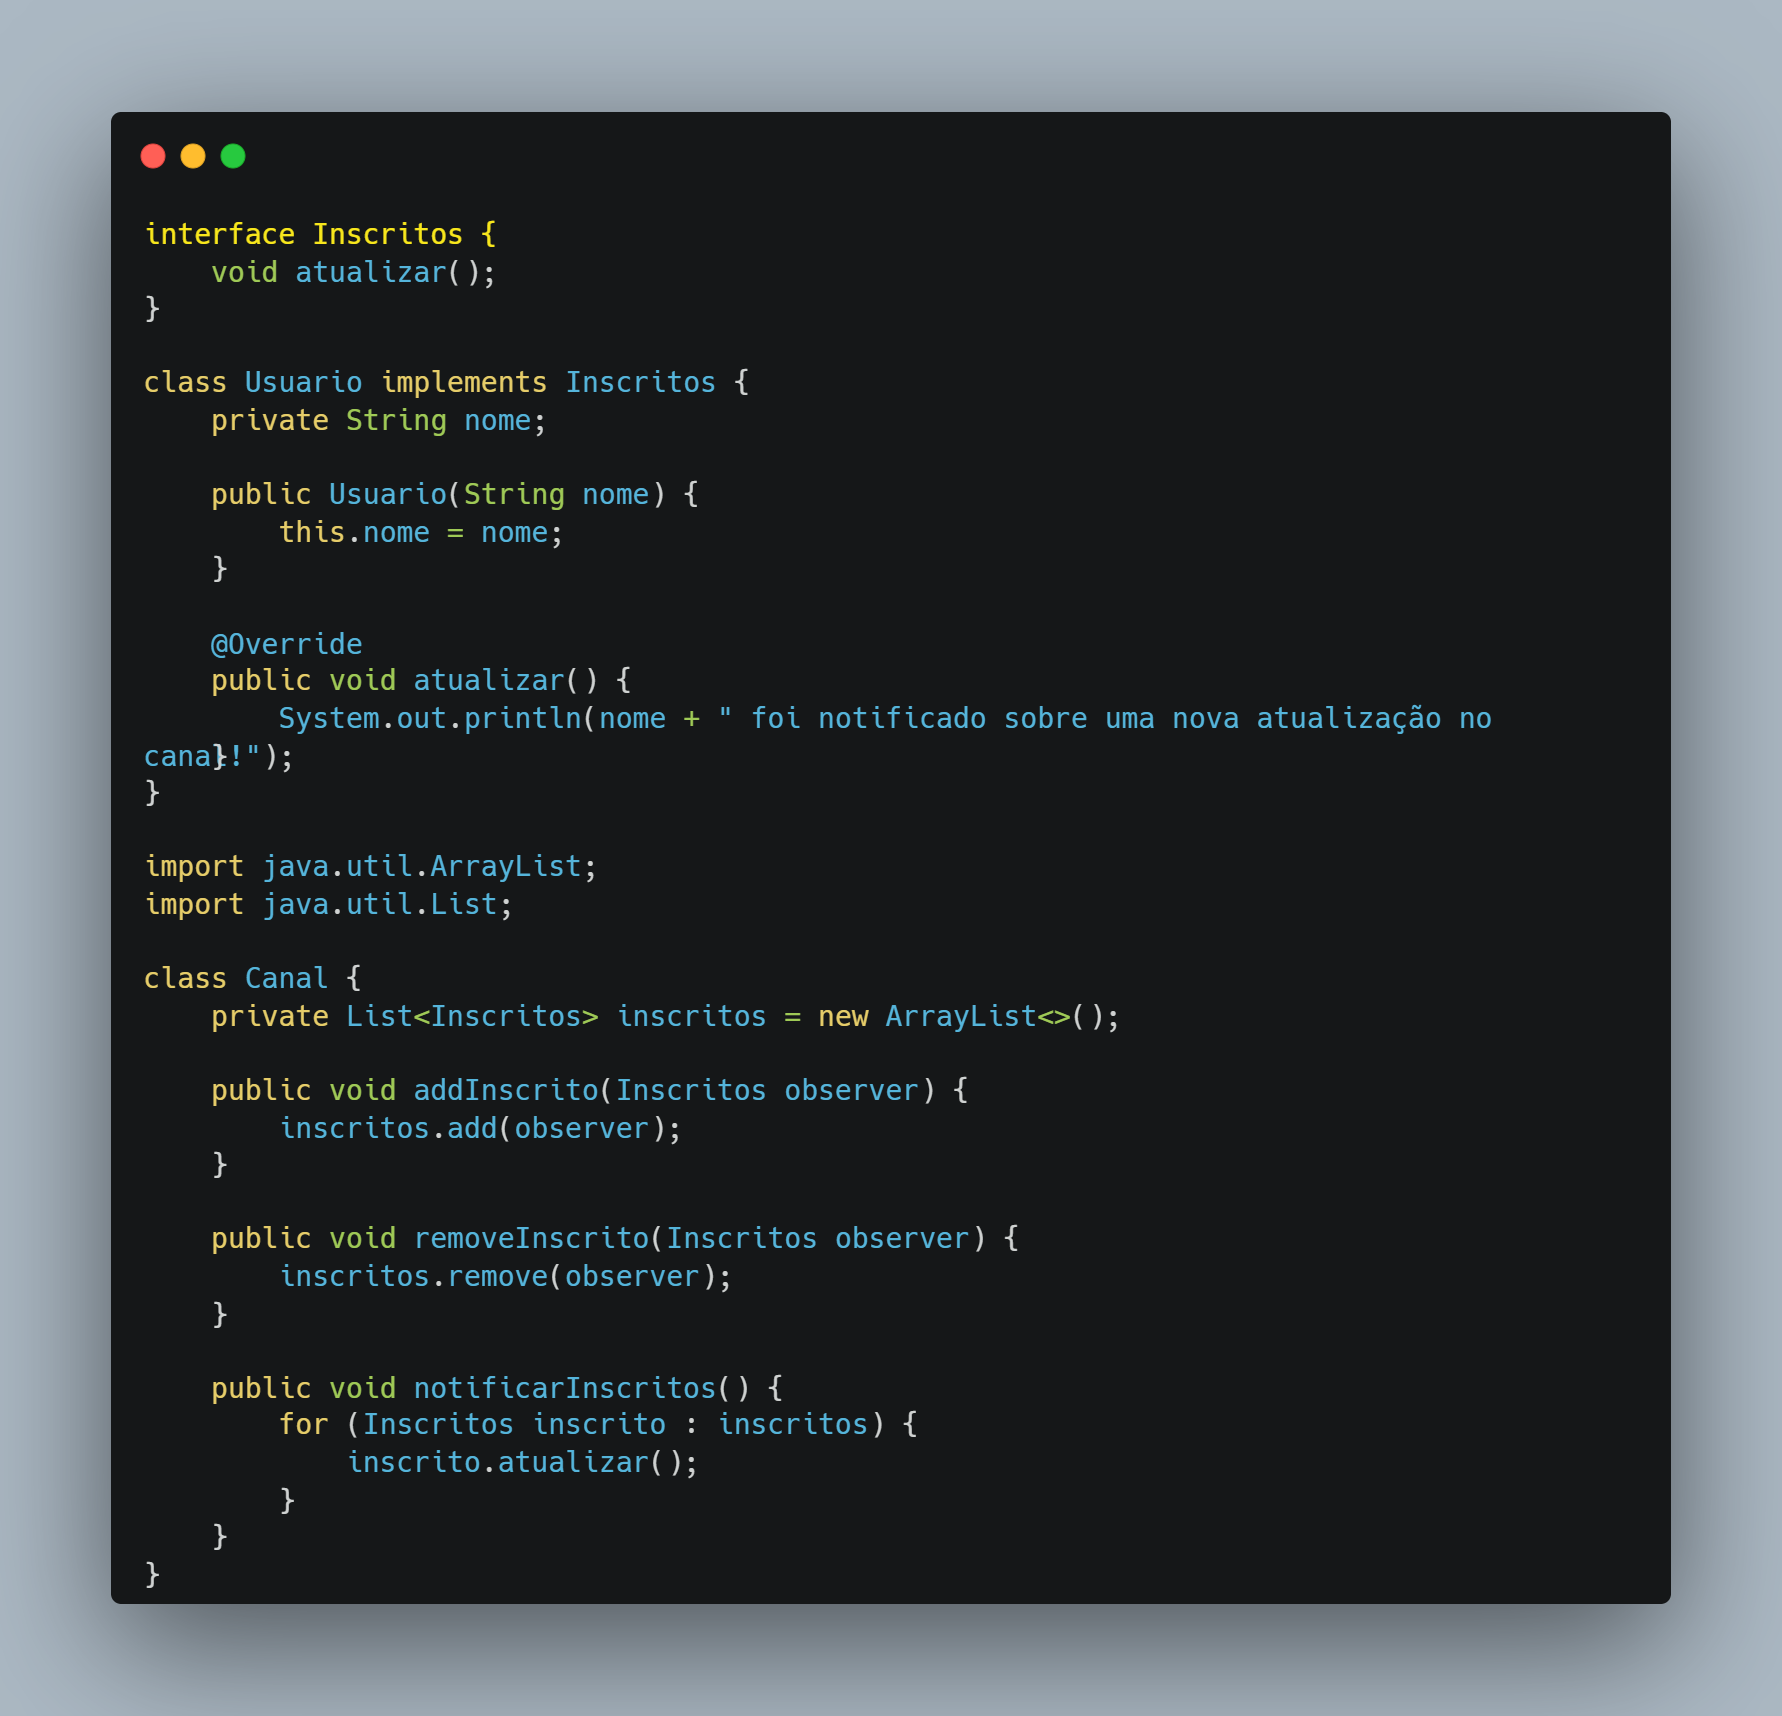 interface Inscritos {
    void atualizar();
}

class Usuario implements Inscritos {
    private String nome;

    public Usuario(String nome) {
        this.nome = nome;
    }

    @Override
    public void atualizar() {
        System.out.println(nome + " foi notificado sobre uma nova atualização no
canal!");
    }
}

import java.util.ArrayList;
import java.util.List;

class Canal {
    private List<Inscritos> inscritos = new ArrayList<>();

    public void addInscrito(Inscritos observer) {
        inscritos.add(observer);
    }

    public void removeInscrito(Inscritos observer) {
        inscritos.remove(observer);
    }

    public void notificarInscritos() {
        for (Inscritos inscrito : inscritos) {
            inscrito.atualizar();
        }
    }
}